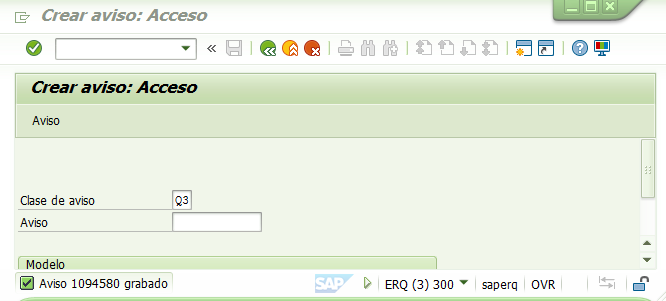 Crear aviso: Acceso
Crear aviso: Acceso
Aviso
Clase de aviso Q3
Aviso
Modelo
Aviso 1094580 grabado SAP ERQ (3) 300 saperq OVR